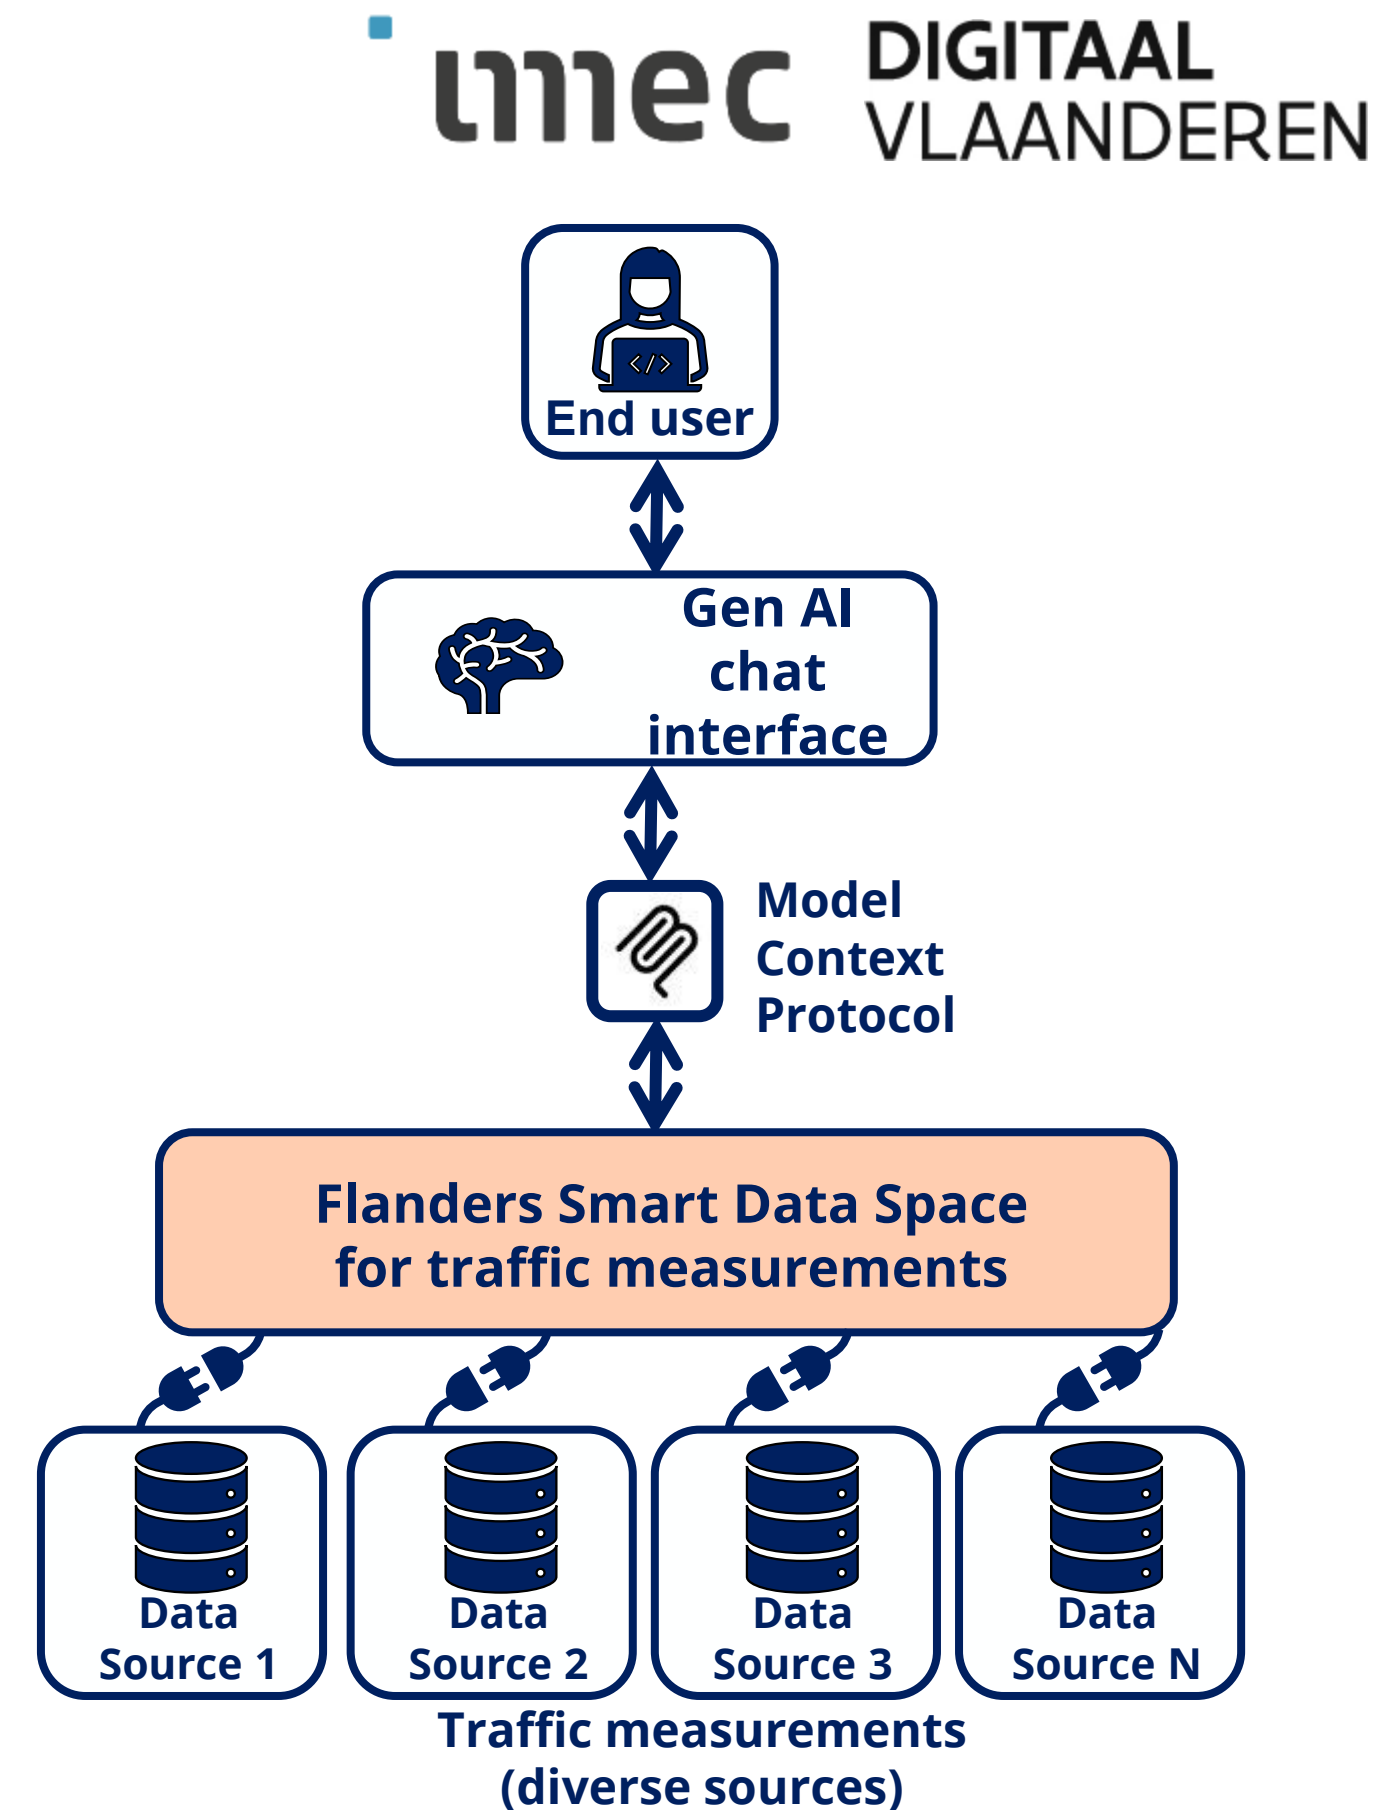 imec
DIGITAAL
VLAANDEREN
</>
End user
Gen AI
chat
interface
Model
Context
Protocol
Flanders Smart Data Space
for traffic measurements
Data
Source 1
Data
Source 2
Data
Source 3
Data
Source N
Traffic measurements
(diverse sources)